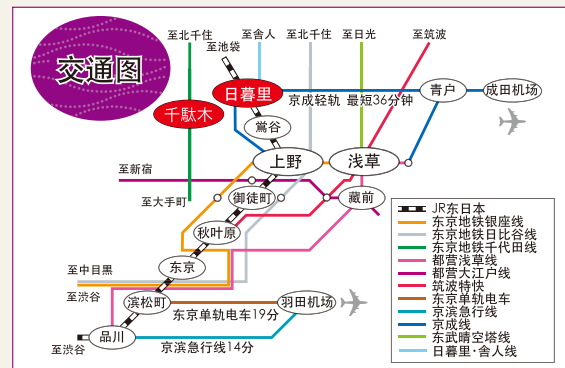 交通图
至北千住
至舍人
至北千住
至日光
至筑波
至池袋
日暮里
千駄木
京成轻轨 最短36分钟
青户
成田机场
鶯谷
上野
浅草
至新宿
至大手町
御徒町
藏前
秋叶原
东京
至中目黑
至渋谷
滨松町
东京单轨电车19分
羽田机场
品川
至渋谷
京滨急行线14分
JR东日本
东京地铁银座线
东京地铁日比谷线
东京地铁千代田线
都营浅草线
都营大江户线
筑波特快
东京单轨电车
京滨急行线
京成线
东武晴空塔线
日暮里·舍人线